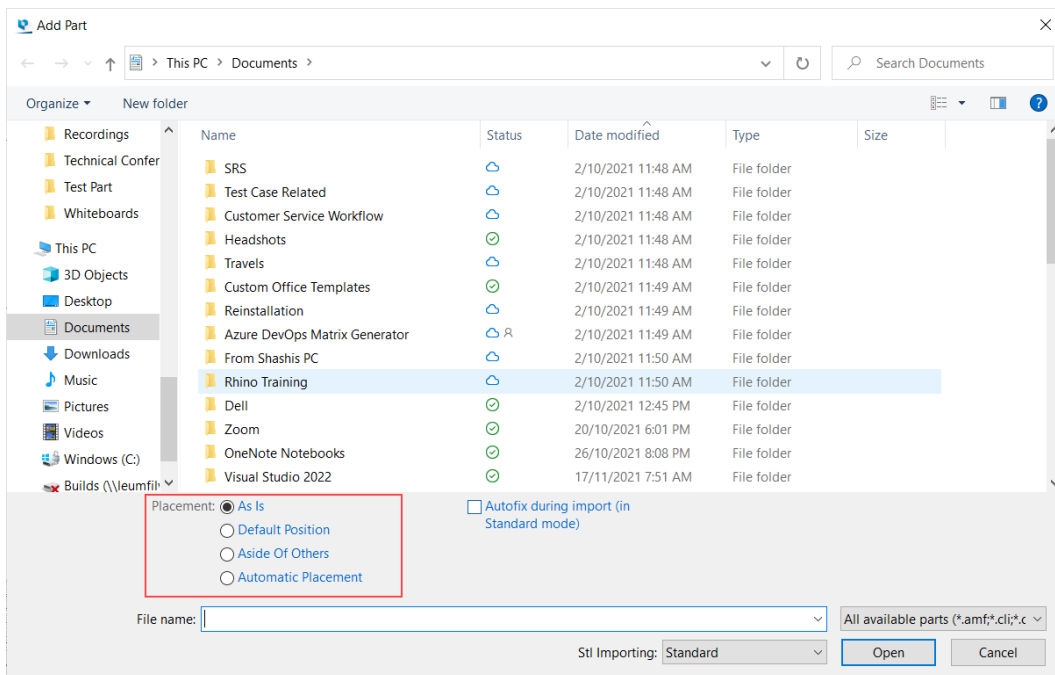 Add Part
This PC > Documents >
Search Documents
Organize New folder
Name Status Date modified Type Size
Recordings
Technical Confer
Test Part
Whiteboards
This PC
3D Objects
Desktop
Documents
Downloads
Music
Pictures
Videos
Windows (C:)
Builds (\\leumfil
SRS 2/10/2021 11:48 AM File folder
Test Case Related 2/10/2021 11:48 AM File folder
Customer Service Workflow 2/10/2021 11:48 AM File folder
Headshots 2/10/2021 11:48 AM File folder
Travels 2/10/2021 11:48 AM File folder
Custom Office Templates 2/10/2021 11:49 AM File folder
Reinstallation 2/10/2021 11:49 AM File folder
Azure DevOps Matrix Generator 2/10/2021 11:49 AM File folder
From Shashis PC 2/10/2021 11:50 AM File folder
Rhino Training 2/10/2021 11:50 AM File folder
Dell 2/10/2021 12:45 PM File folder
Zoom 20/10/2021 6:01 PM File folder
OneNote Notebooks 26/10/2021 8:08 PM File folder
Visual Studio 2022 17/11/2021 7:51 AM File folder
Placement: As Is
Default Position
Aside Of Others
Automatic Placement
Autofix during import (in
Standard mode)
File name:
All available parts (*.amf;*.cli;*.c
Stl Importing: Standard
Open Cancel